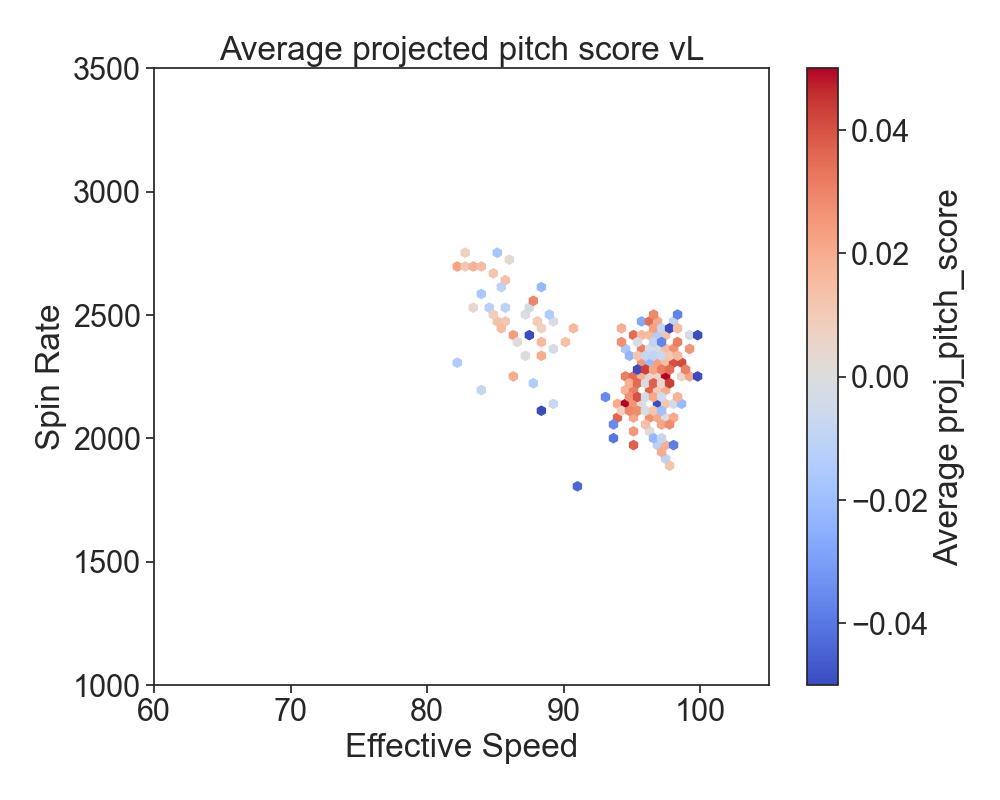 Average projected pitch score vL
3500
3000
2500
2000
1500
1000
Spin Rate
60 70 80 90 100
Effective Speed
0.04
0.02
0.00
−0.02
−0.04
Average proj_pitch_score